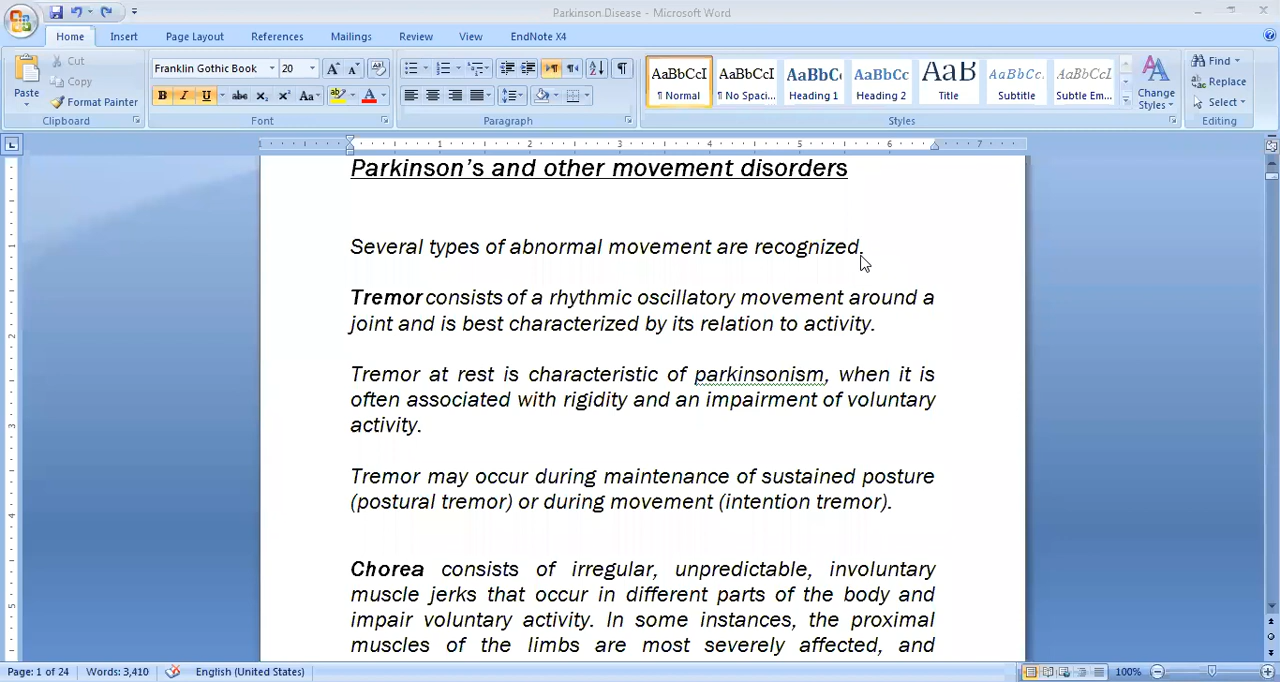 Parkinson Disease - Microsoft Word
Home Insert Page Layout References Mailings Review View EndNote X4
Paste
Cut
Copy
Format Painter
Clipboard
Franklin Gothic Book 20
Font
Paragraph
AaBbCcI AaBbCcI AaBbC AaBbCc AaB AaBbCc. AaBbCcI
¶ Normal ¶ No Spaci... Heading 1 Heading 2 Title Subtitle Subtle Em...
Change Styles
Styles
Find
Replace
Select
Editing
Parkinson's and other movement disorders
Several types of abnormal movement are recognized.
Tremor consists of a rhythmic oscillatory movement around a
joint and is best characterized by its relation to activity.
Tremor at rest is characteristic of parkinsonism, when it is
often associated with rigidity and an impairment of voluntary
activity.
Tremor may occur during maintenance of sustained posture
(postural tremor) or during movement (intention tremor).
Chorea consists of irregular, unpredictable, involuntary
muscle jerks that occur in different parts of the body and
impair voluntary activity. In some instances, the proximal
muscles of the limbs are most severely affected, and
Page: 1 of 24 Words: 3,410 English (United States) 100%